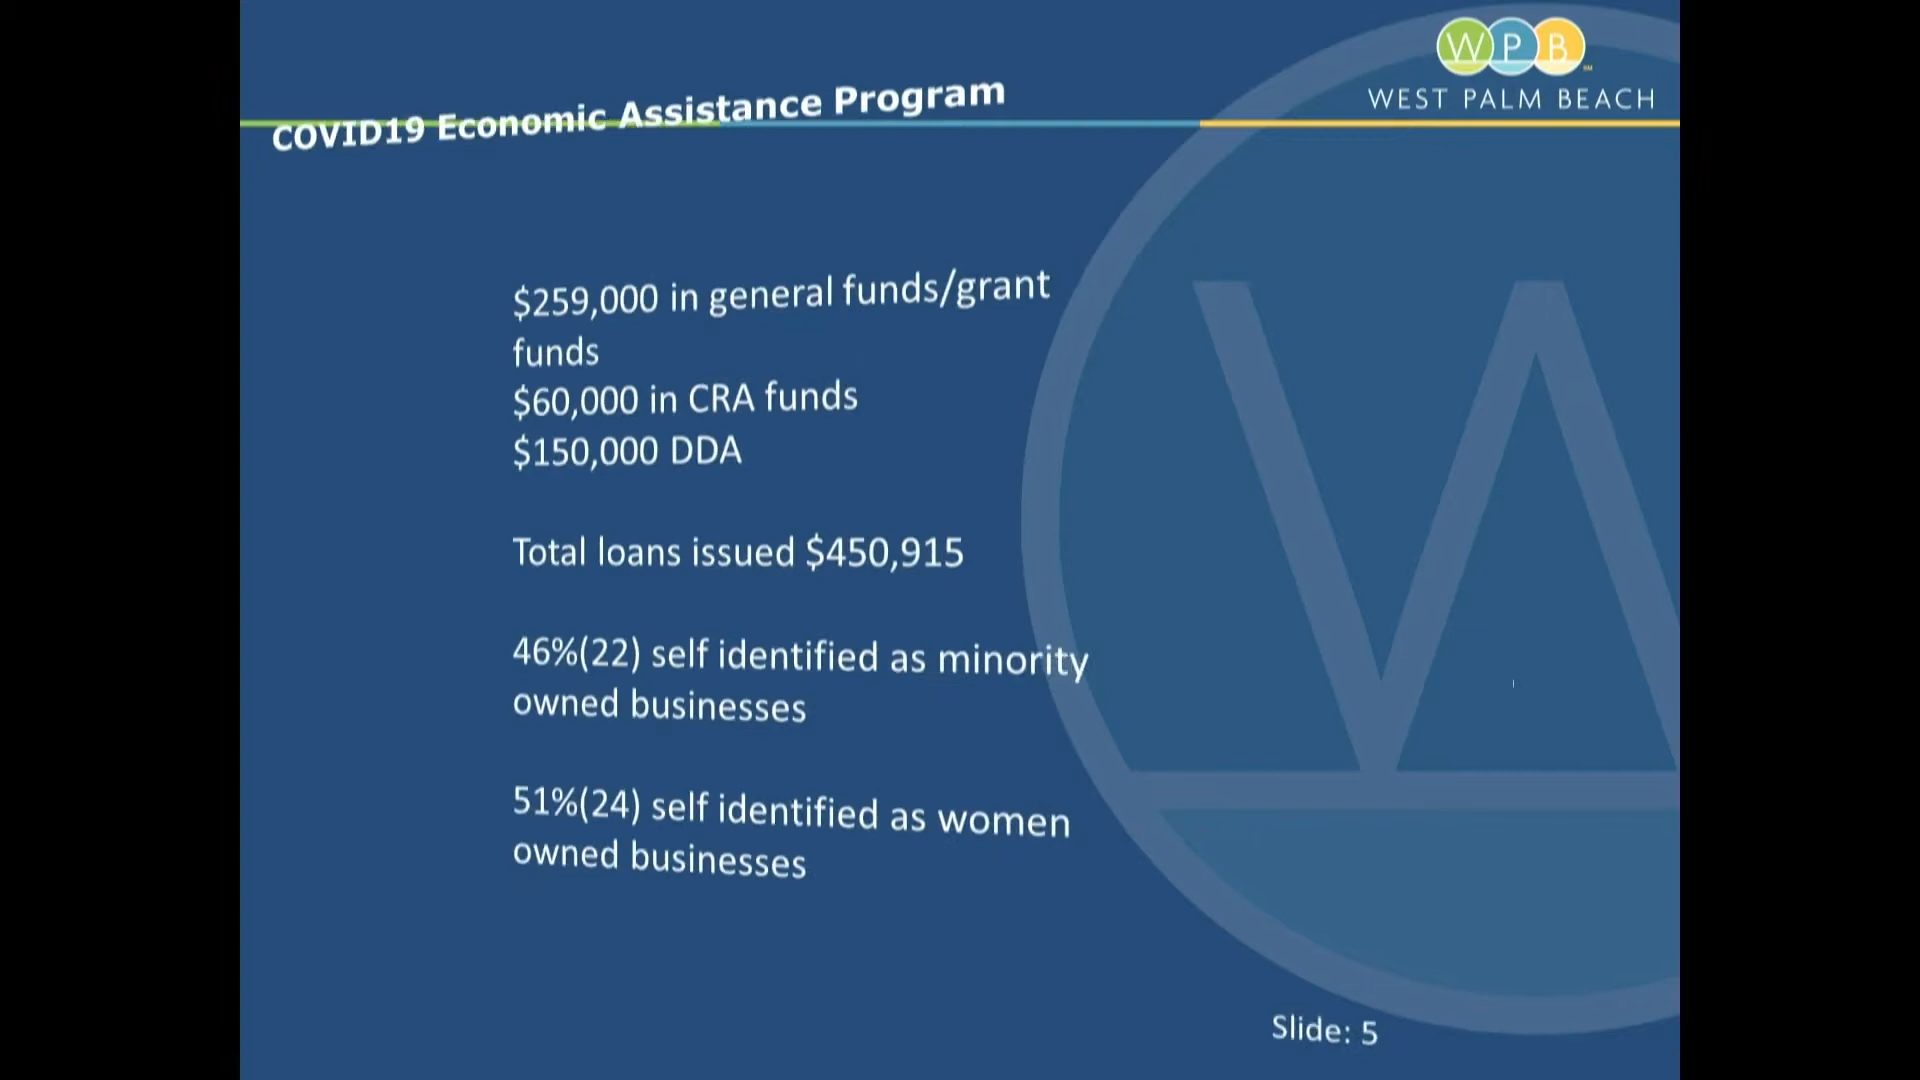 WPB
SM
WEST PALM BEACH
COVID19 Economic Assistance Program
$259,000 in general funds/grant
funds
$60,000 in CRA funds
$150,000 DDA
Total loans issued $450,915
46%(22) self identified as minority
owned businesses
51%(24) self identified as women
owned businesses
Slide: 5